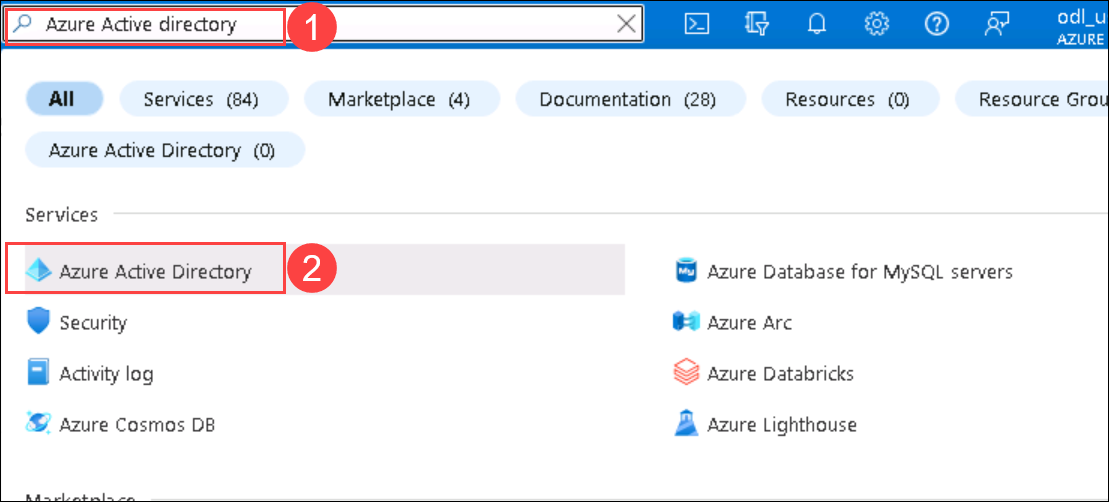 Azure Active directory
1
odl_u
AZURE
All
Services (84)
Marketplace (4)
Documentation (28)
Resources (0)
Resource Grou
Azure Active Directory (0)
Services
Azure Active Directory
2
Azure Database for MySQL servers
Security
Azure Arc
Activity log
Azure Databricks
Azure Cosmos DB
Azure Lighthouse
Marketplace